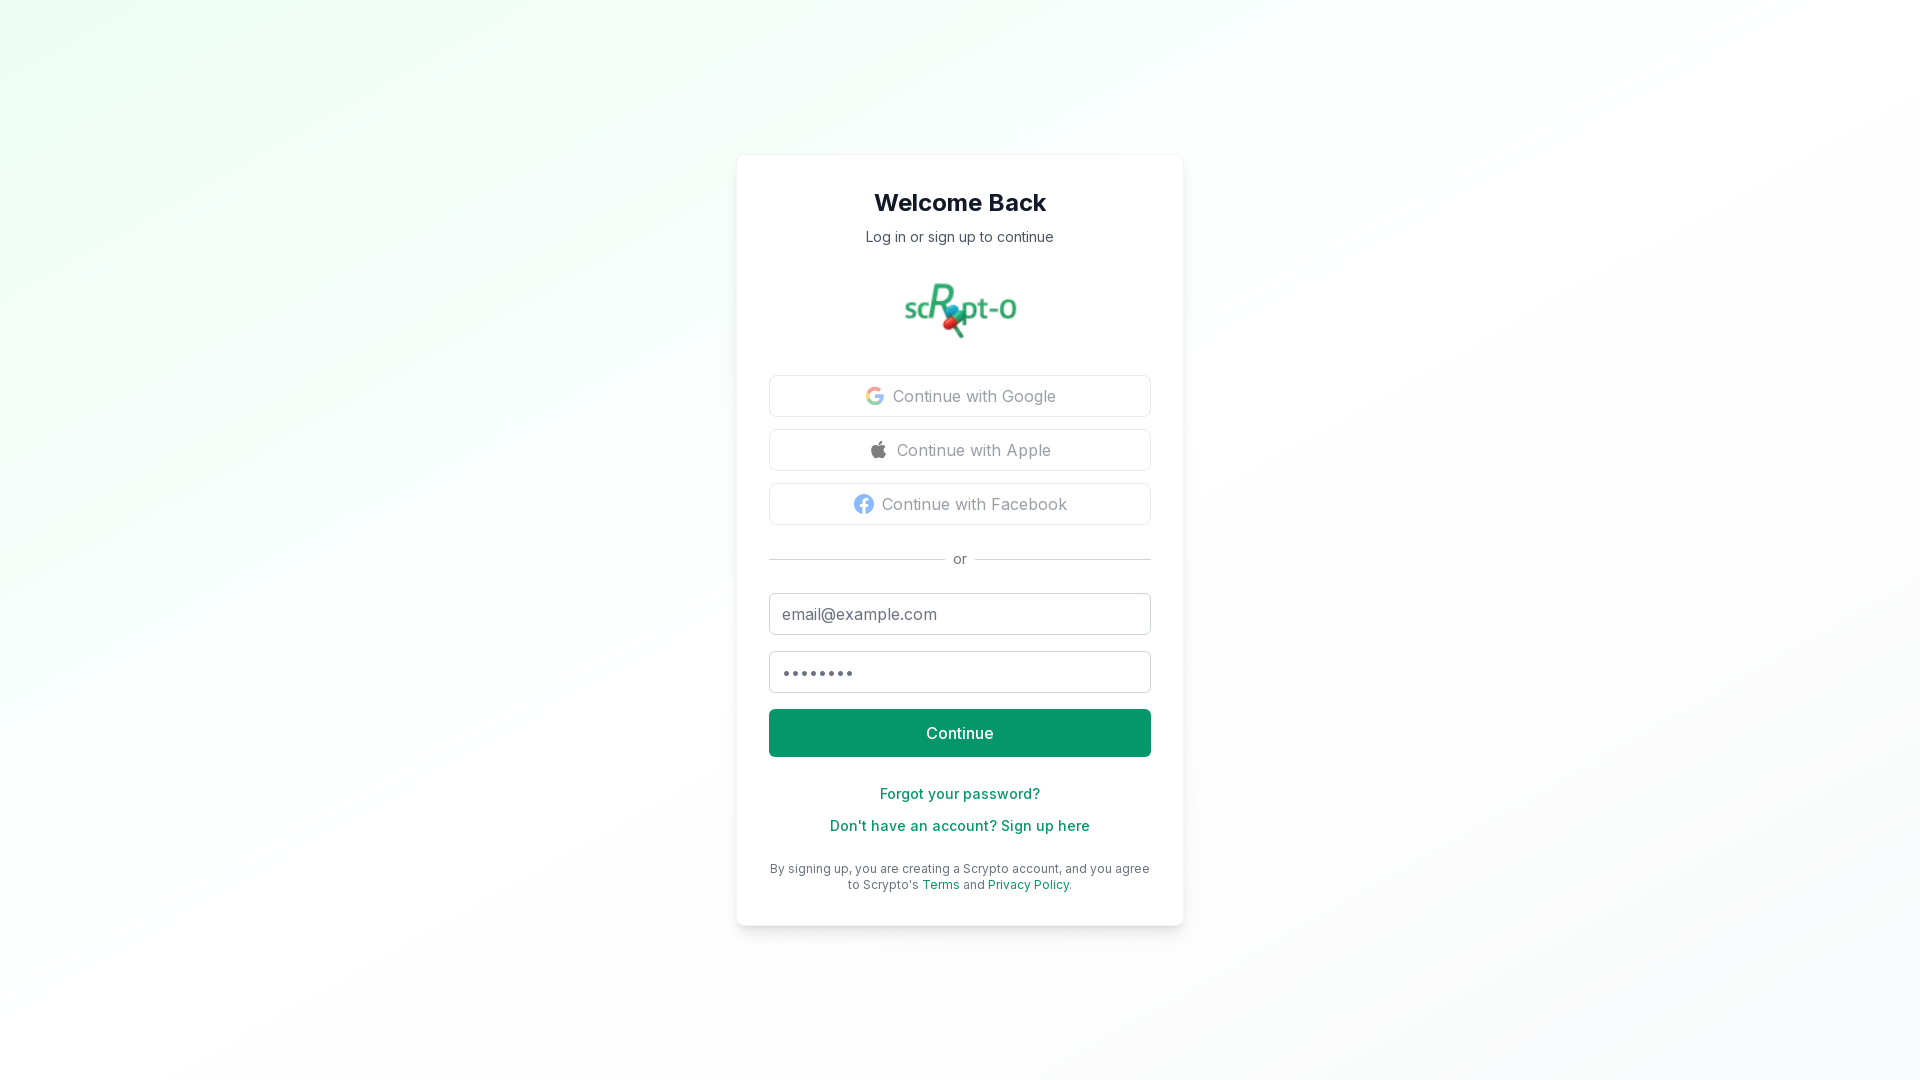 Welcome Back
Log in or sign up to continue
scRpt-O
Continue with Google
Continue with Apple
Continue with Facebook
or
email@example.com
••••••••
Continue
Forgot your password?
Don't have an account? Sign up here
By signing up, you are creating a Scrypto account, and you agree
to Scrypto's Terms and Privacy Policy.